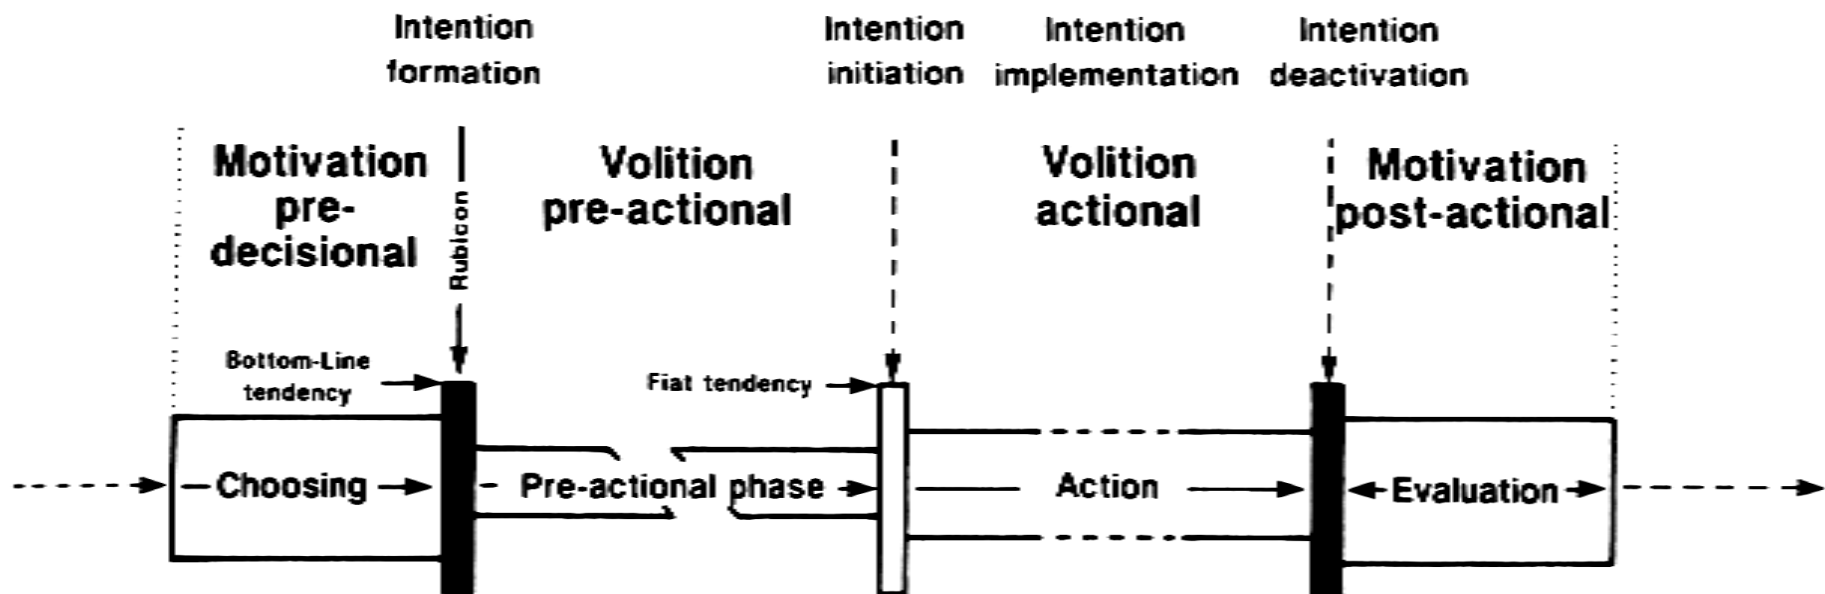 Intention
formation
Intention
initiation
Intention
implementation
Intention
deactivation
Motivation
pre-
decisional
Rubicon
Volition
pre-actional
Volition
actional
Motivation
post-actional
Bottom-Line
tendency
Fiat tendency
Choosing
Pre-actional phase
Action
Evaluation